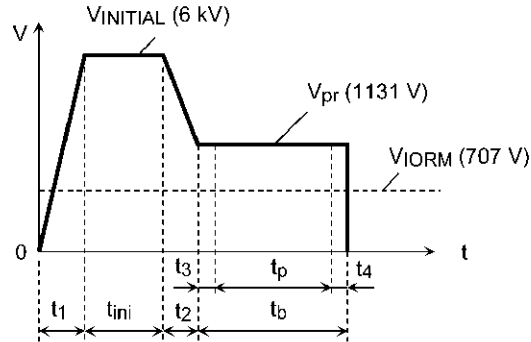 V
VINITIAL (6 kV)
Vpr (1131 V)
VIORM (707 V)
0
t
t3
tp
t4
t1
tini
t2
tb